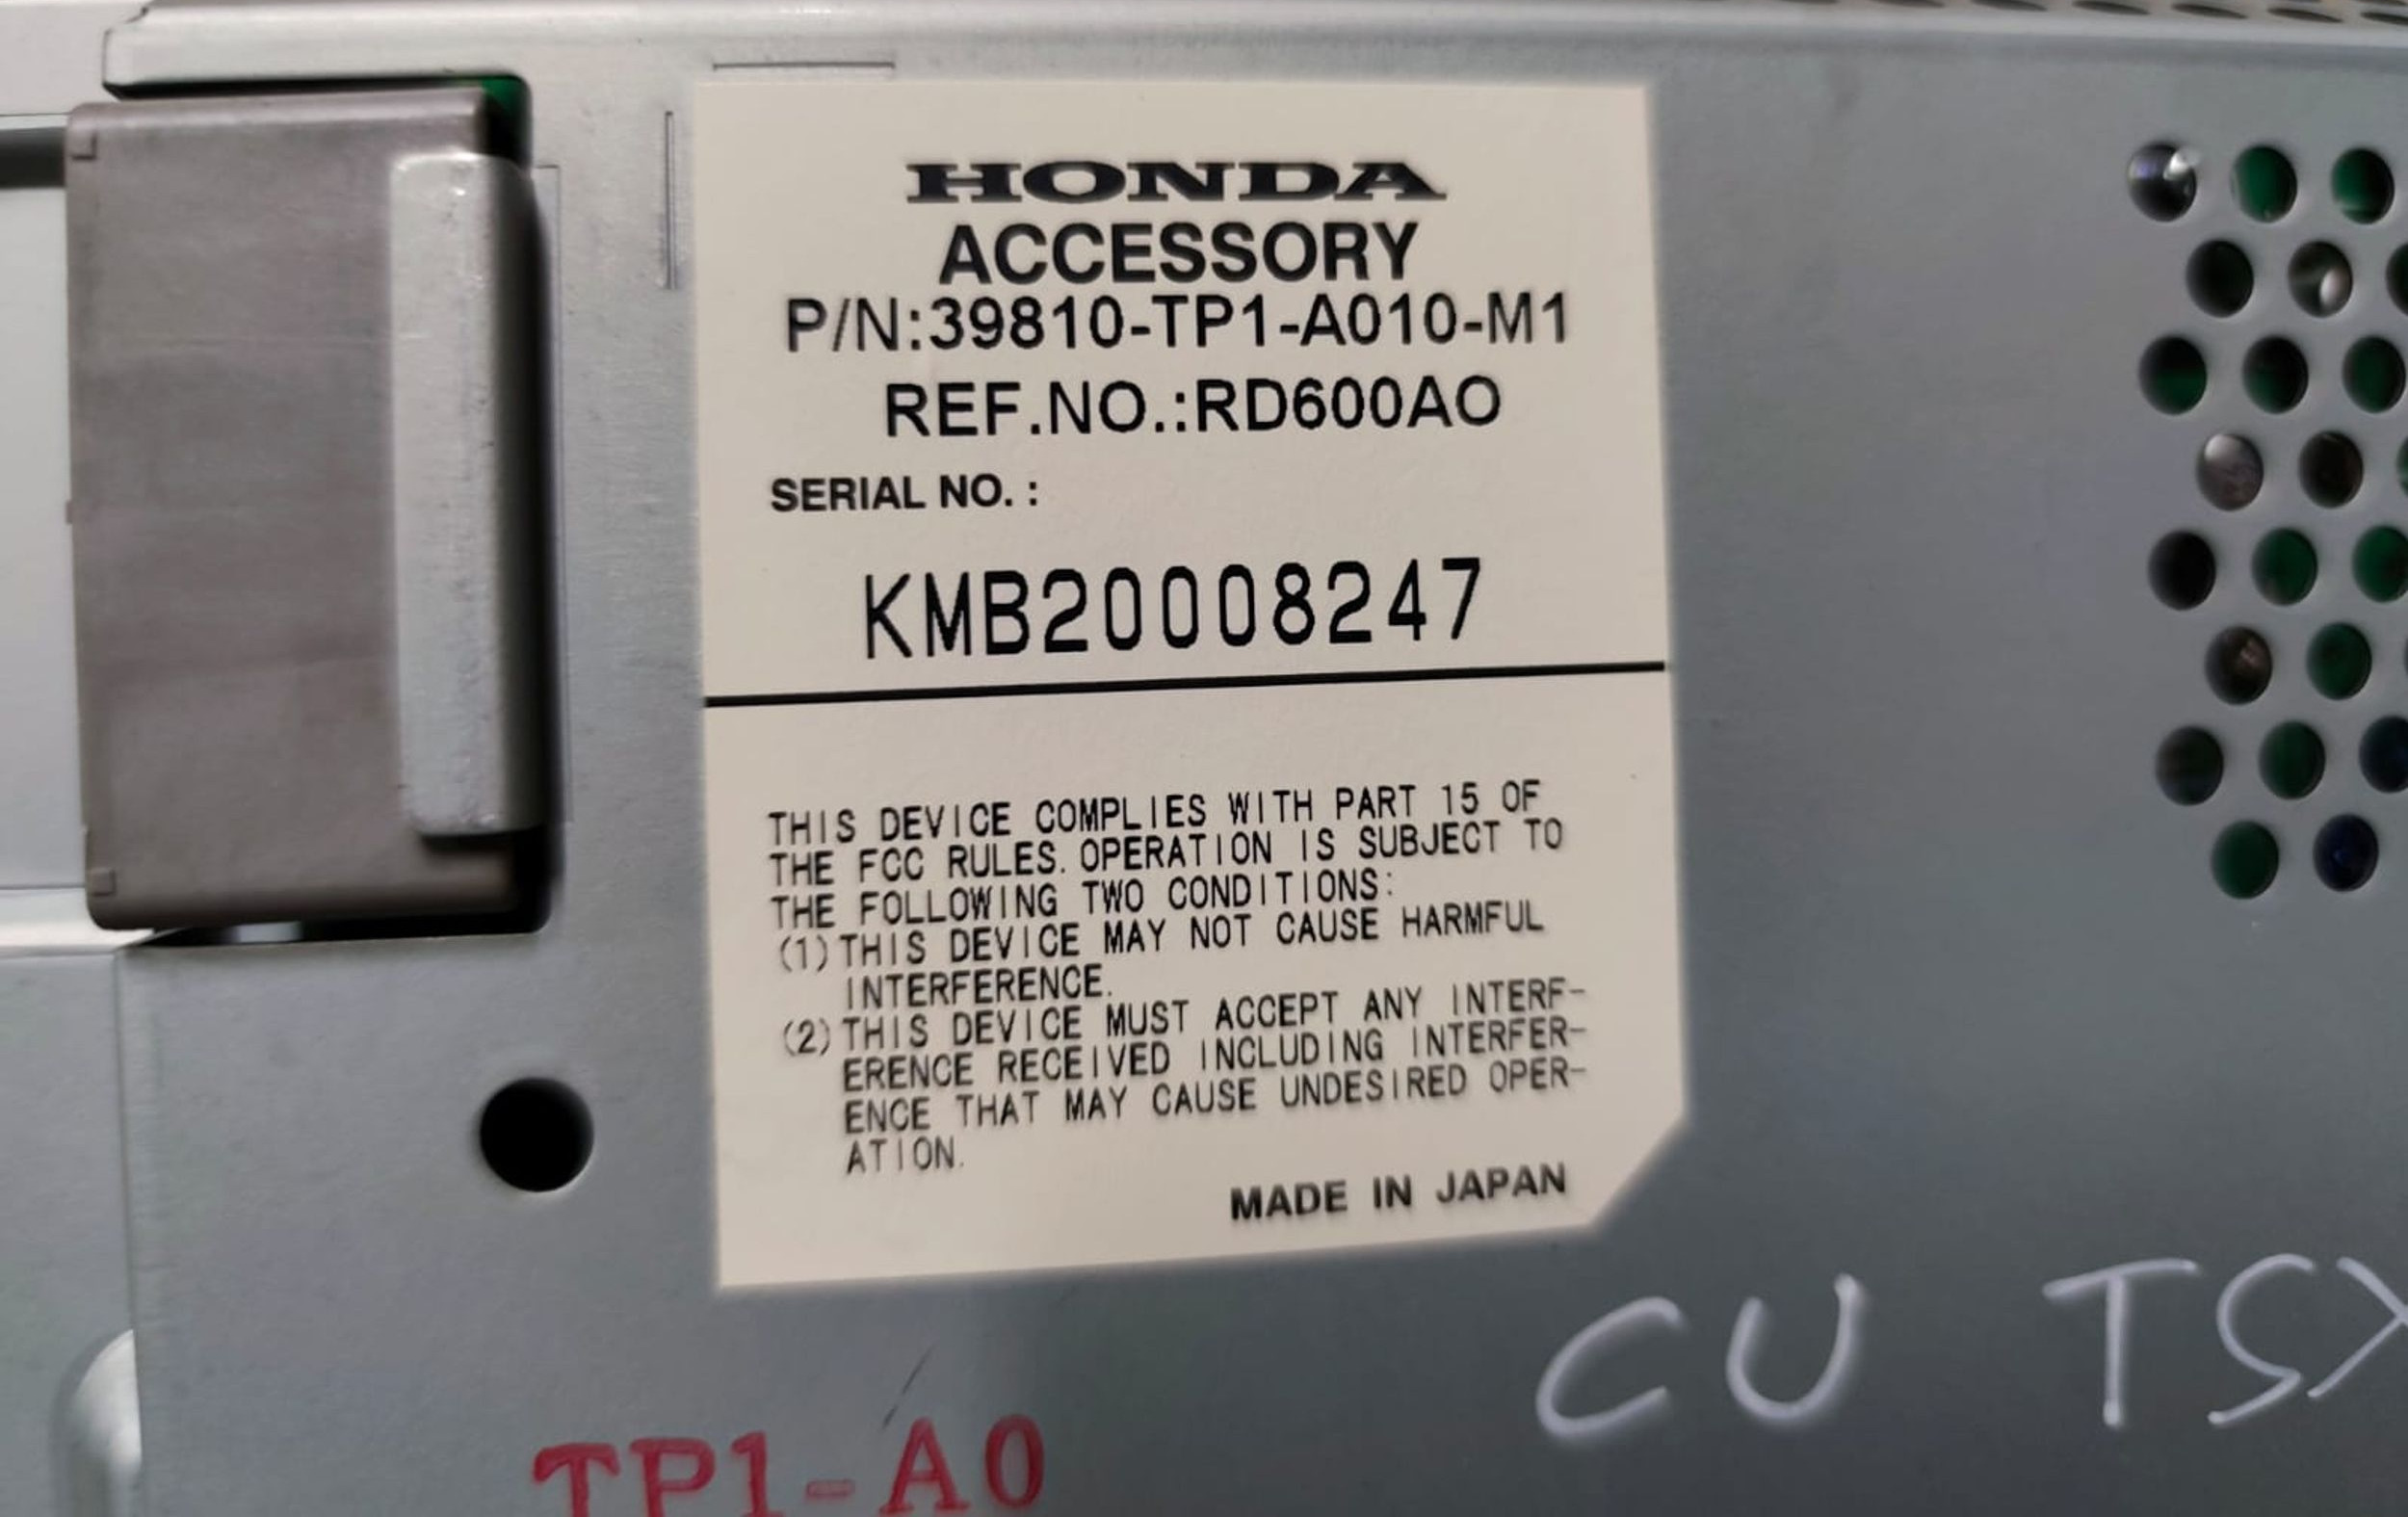 HONDA
ACCESSORY
P/N:39810-TP1-A010-M1
REF.NO.:RD600AO
SERIAL NO. :
KMB20008247
THIS DEVICE COMPLIES WITH PART 15 OF
THE FCC RULES. OPERATION IS SUBJECT TO
THE FOLLOWING TWO CONDITIONS:
(1) THIS DEVICE MAY NOT CAUSE HARMFUL
INTERFERENCE.
(2) THIS DEVICE MUST ACCEPT ANY INTERF-
ERENCE RECEIVED INCLUDING INTERFER-
ENCE THAT MAY CAUSE UNDESIRED OPER-
ATION.
MADE IN JAPAN
CU TSX
TP1-A0